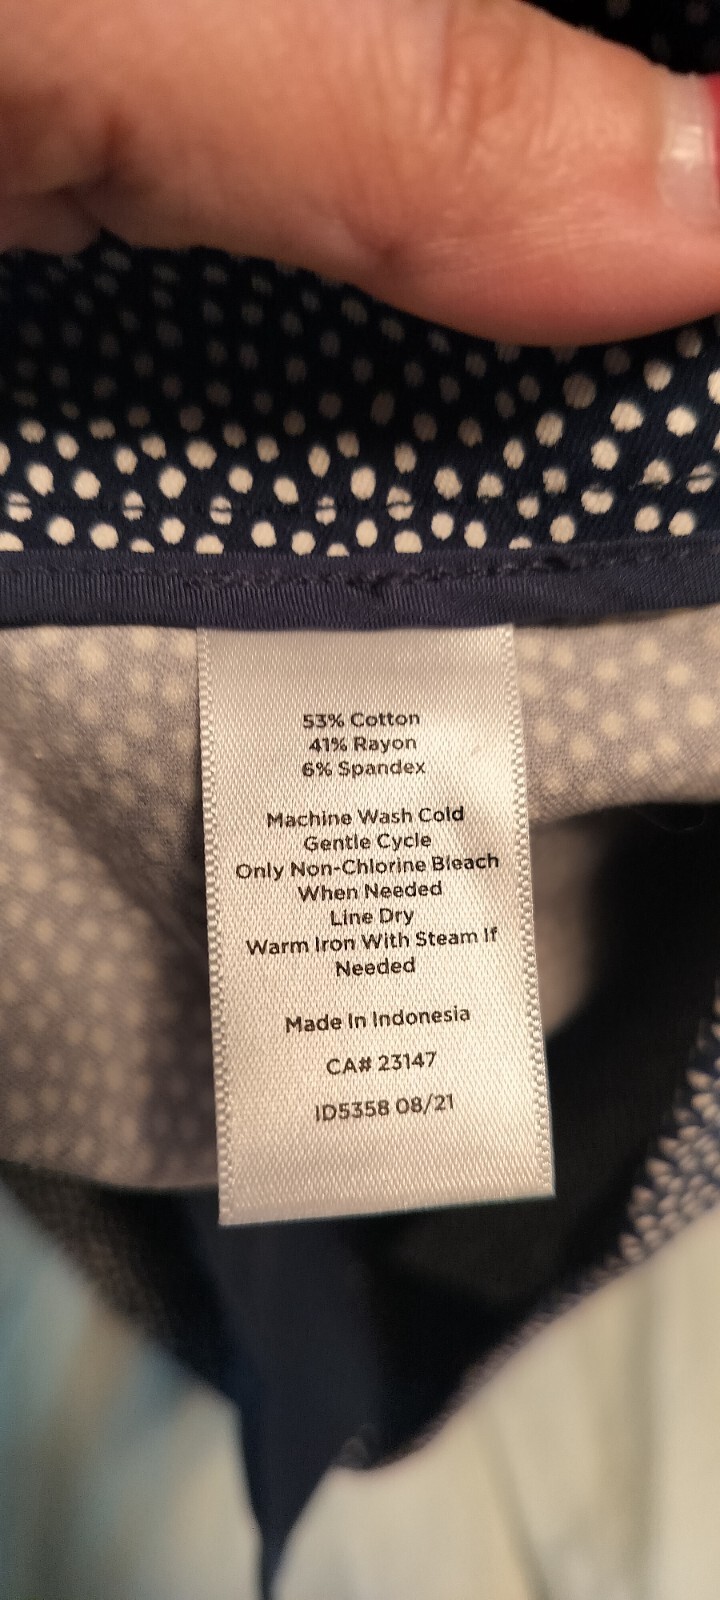 53% Cotton
41% Rayon
6% Spandex
Machine Wash Cold
Gentle Cycle
Only Non-Chlorine Bleach
When Needed
Line Dry
Warm Iron With Steam If
Needed
Made In Indonesia
CA# 23147
ID5358 08/21